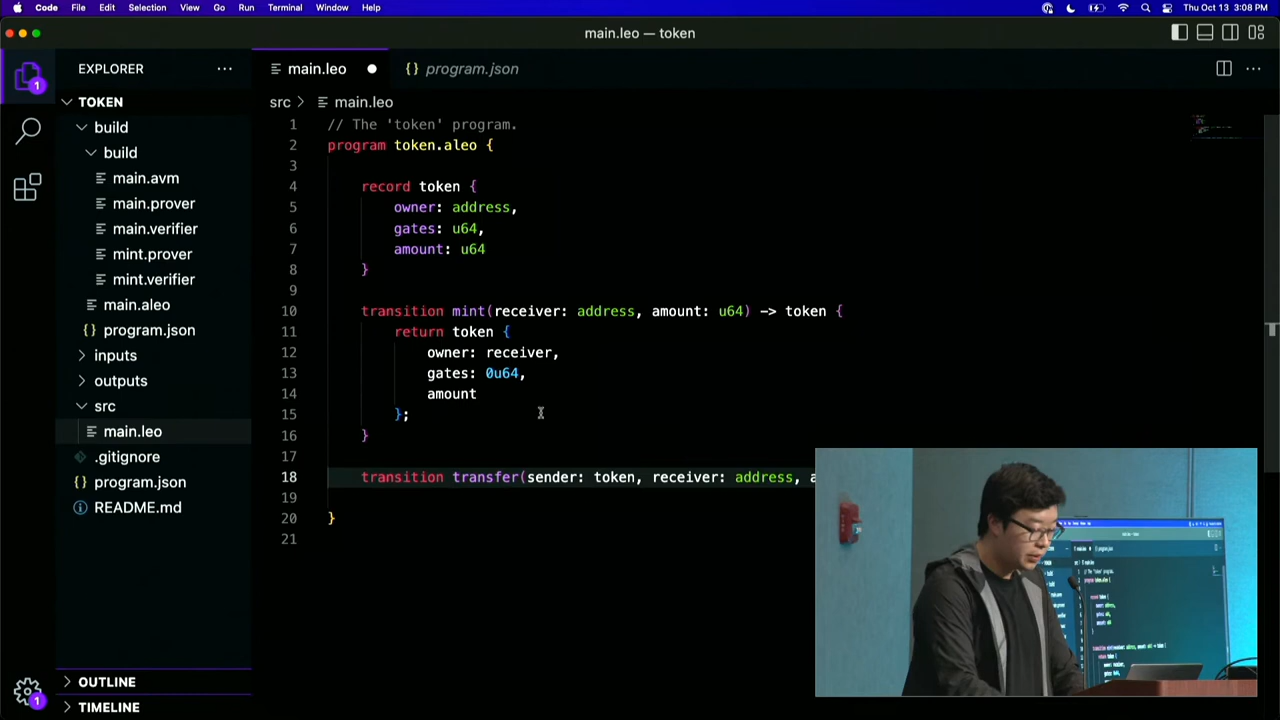 Code File Edit Selection View Go Run Terminal Window Help Thu Oct 13 3:08 PM
main.leo — token
EXPLORER
main.leo
{} program.json
TOKEN
build
build
main.avm
main.prover
main.verifier
mint.prover
mint.verifier
main.aleo
{} program.json
inputs
outputs
src
main.leo
.gitignore
{} program.json
README.md
OUTLINE
TIMELINE
1
1
src > main.leo
1 // The 'token' program.
2 program token.aleo {
3
4 record token {
5 owner: address,
6 gates: u64,
7 amount: u64
8 }
9
10 transition mint(receiver: address, amount: u64) -> token {
11 return token {
12 owner: receiver,
13 gates: 0u64,
14 amount
15 };
16 }
17
18 transition transfer(sender: token, receiver: address, a
19
20 }
21